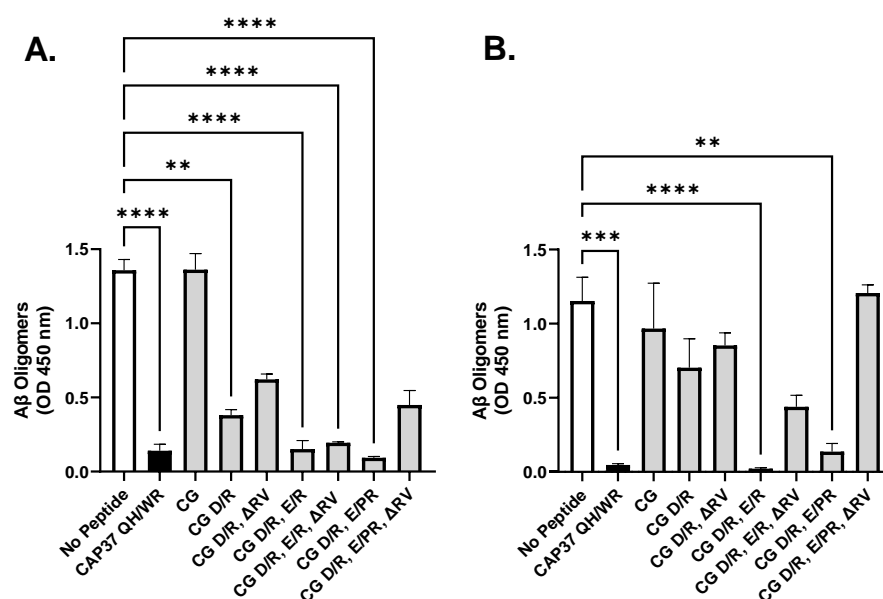 A.
****
****
****
**
****
Aβ Oligomers
(OD 450 nm)
1.5
1.0
0.5
0.0
No Peptide
CAP37 QH/WR
CG
CG D/R
CG D/R, ΔRV
CG D/R, E/R
CG D/R, E/R, ΔRV
CG D/R, E/PR
CG D/R, E/PR, ΔRV
B.
**
****
***
Aβ Oligomers
(OD 450 nm)
1.5
1.0
0.5
0.0
No Peptide
CAP37 QH/WR
CG
CG D/R
CG D/R, ΔRV
CG D/R, E/R
CG D/R, E/R, ΔRV
CG D/R, E/PR
CG D/R, E/PR, ΔRV